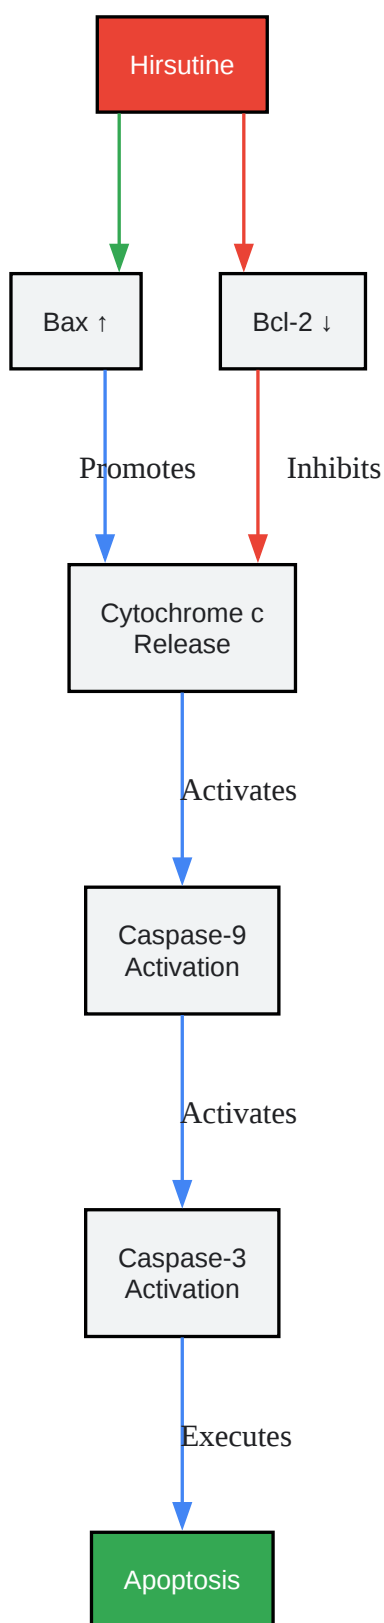 Hirsutine
Bax ↑
Bcl-2 ↓
Promotes
Inhibits
Cytochrome c
Release
Activates
Caspase-9
Activation
Activates
Caspase-3
Activation
Executes
Apoptosis